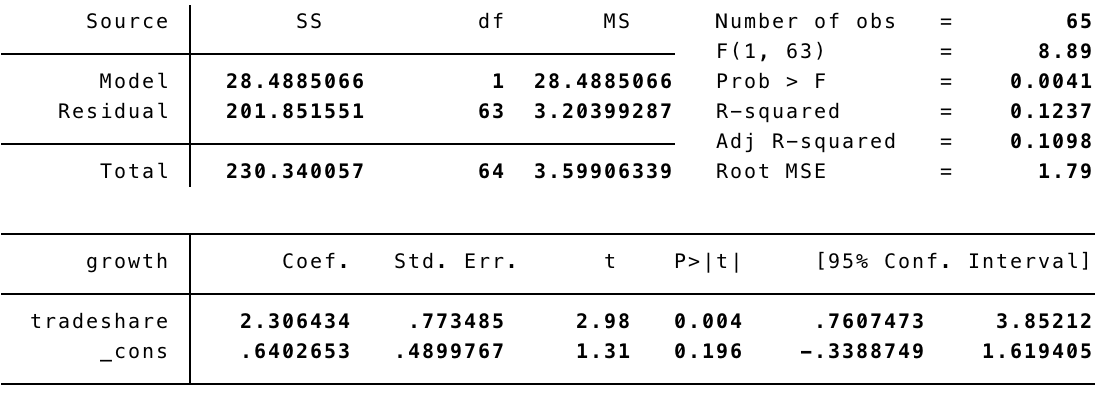 Source SS df MS Number of obs = 65
F(1, 63) = 8.89
Model 28.4885066 1 28.4885066 Prob > F = 0.0041
Residual 201.851551 63 3.20399287 R-squared = 0.1237
Adj R-squared = 0.1098
Total 230.340057 64 3.59906339 Root MSE = 1.79
growth Coef. Std. Err. t P>|t| [95% Conf. Interval]
tradeshare 2.306434 .773485 2.98 0.004 .7607473 3.85212
_cons .6402653 .4899767 1.31 0.196 -.3388749 1.619405